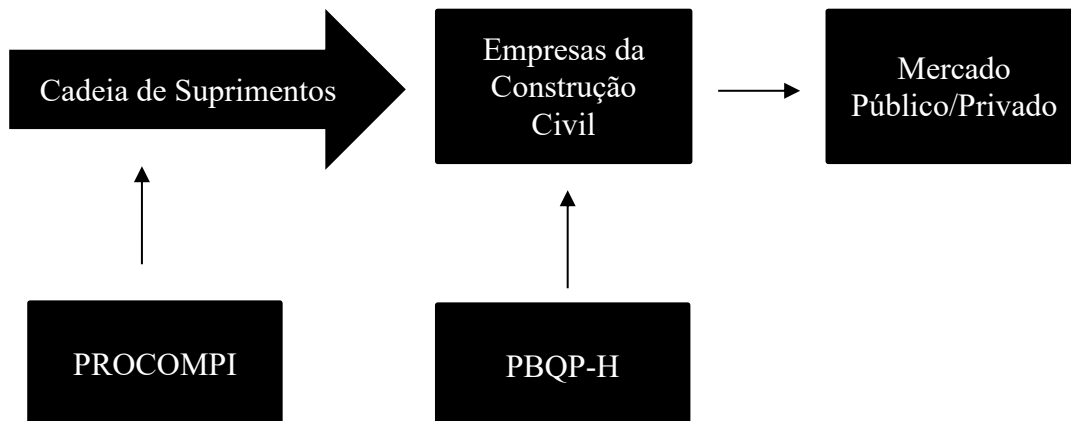 Cadeia de Suprimentos
Empresas da
Construção
Civil
Mercado
Público/Privado
PROCOMPI
PBQP-H